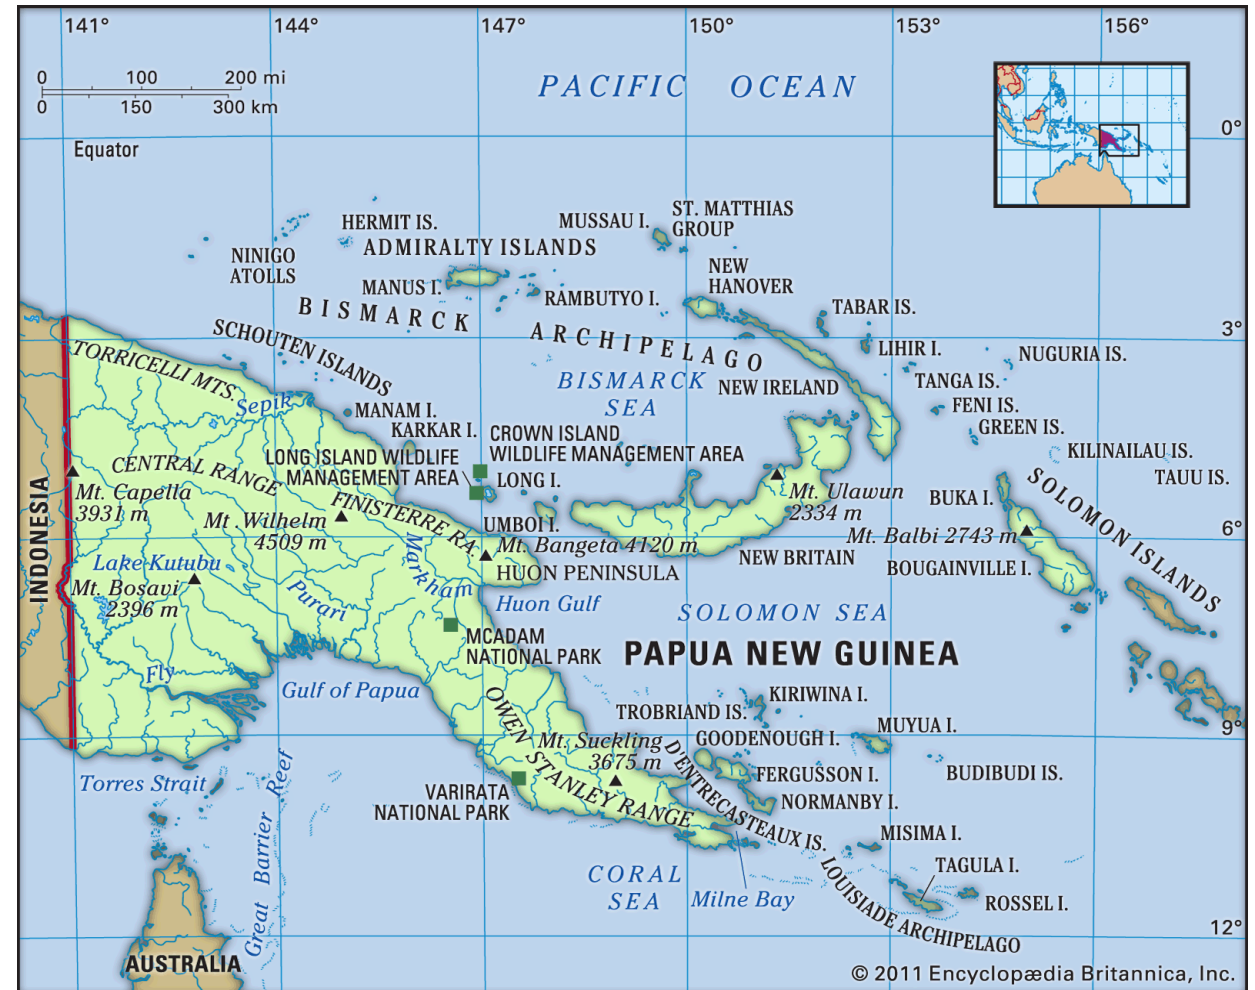 141°
144°
147°
150°
153°
156°
0 100 200 mi
0 150 300 km
PACIFIC OCEAN
0°
Equator
HERMIT IS.
MUSSAU I.
ST. MATTHIAS
GROUP
NINIGO
ATOLLS
ADMIRALTY ISLANDS
MANUS I.
RAMBUTYO I.
NEW
HANOVER
TABAR IS.
BISMARCK ARCHIPELAGO
3°
SCHOUTEN ISLANDS
TORRICELLI MTS.
LIHIR I.
NUGURIA IS.
BISMARCK
SEA
NEW IRELAND
TANGA IS.
Sepik
MANAM I.
FENI IS.
KARKAR I.
CROWN ISLAND
WILDLIFE MANAGEMENT AREA
GREEN IS.
KILINAILAU IS.
LONG ISLAND WILDLIFE
MANAGEMENT AREA
LONG I.
TAUU IS.
CENTRAL RANGE
Mt. Capella
3931 m
FINISTERRE RA.
Mt. Ulawun
2334 m
BUKA I.
SOLOMON ISLANDS
Mt. Wilhelm
4509 m
UMBOI I.
Mt. Balbi 2743 m
6°
INDONESIA
Mt. Bangeta 4120 m
NEW BRITAIN
BOUGAINVILLE I.
Lake Kutubu
Markham
HUON PENINSULA
Mt. Bosavi
2396 m
Purari
Huon Gulf
SOLOMON SEA
MCADAM
NATIONAL PARK
PAPUA NEW GUINEA
Fly
Gulf of Papua
KIRIWINA I.
TROBRIAND IS.
OWEN STANLEY RANGE
MUYUA I.
9°
Mt. Suckling
3675 m
GOODENOUGH I.
D'ENTRECASTEAUX IS.
FERGUSSON I.
BUDIBUDI IS.
Torres Strait
Great Barrier Reef
VARIRATA
NATIONAL PARK
NORMANBY I.
MISIMA I.
CORAL
SEA
Milne Bay
TAGULA I.
ROSSEL I.
LOUISIADE ARCHIPELAGO
12°
AUSTRALIA
© 2011 Encyclopædia Britannica, Inc.